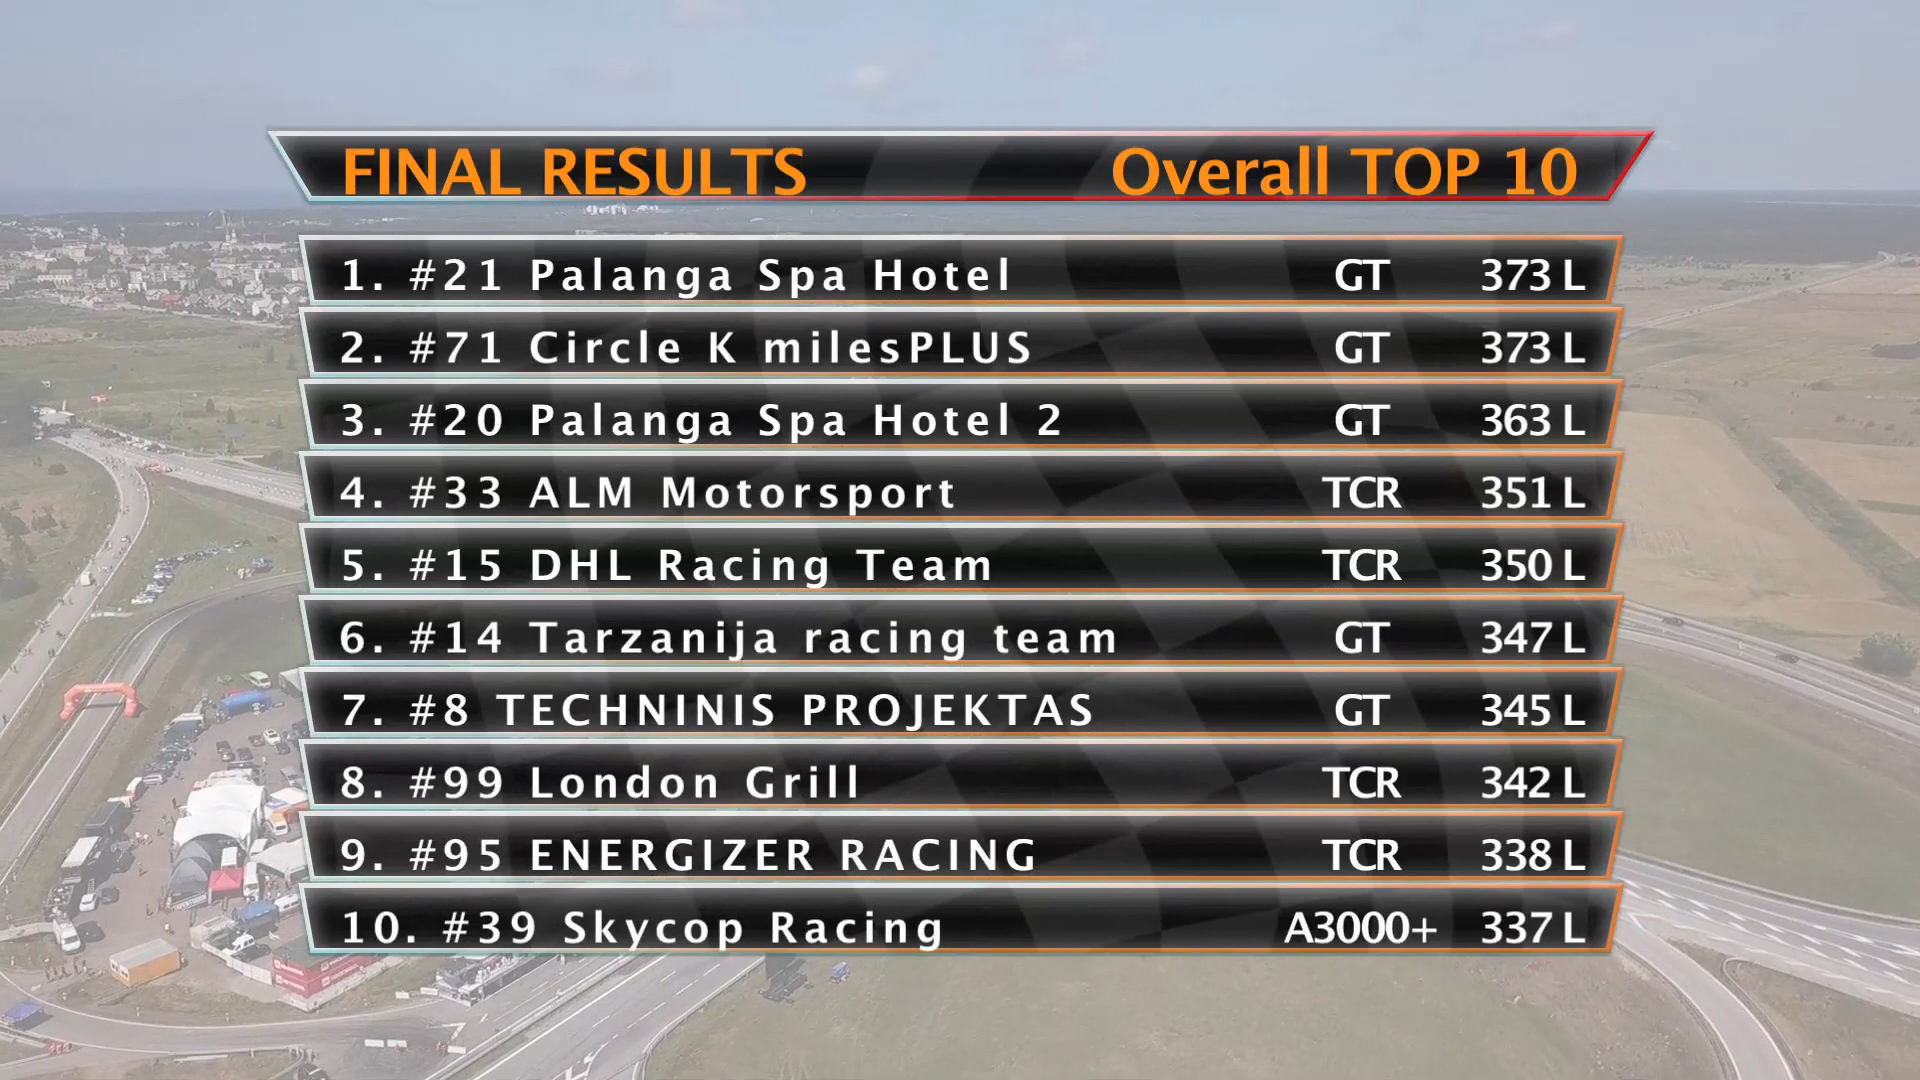 FINAL RESULTS Overall TOP 10
1. #21 Palanga Spa Hotel GT 373 L
2. #71 Circle K milesPLUS GT 373 L
3. #20 Palanga Spa Hotel 2 GT 363 L
4. #33 ALM Motorsport TCR 351 L
5. #15 DHL Racing Team TCR 350 L
6. #14 Tarzanija racing team GT 347 L
7. #8 TECHNINIS PROJEKTAS GT 345 L
8. #99 London Grill TCR 342 L
9. #95 ENERGIZER RACING TCR 338 L
10. #39 Skycop Racing A3000+ 337 L